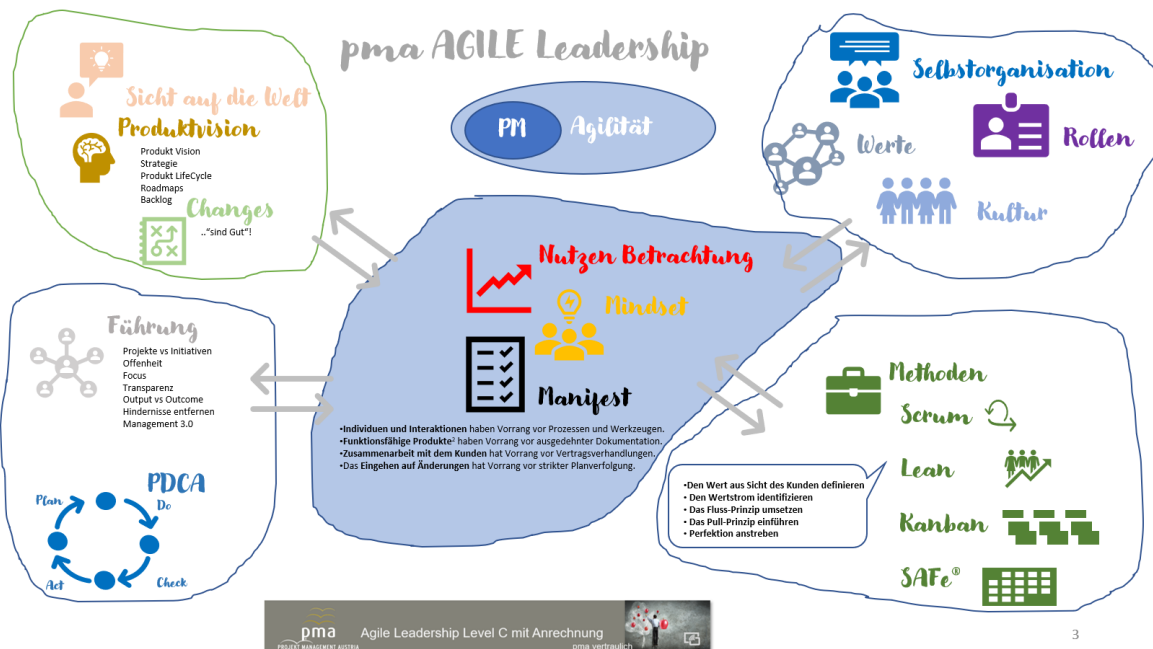 pma AGILE Leadership
PM
Agilität
Sicht auf die Welt
Produktvision
Produkt Vision
Strategie
Produkt LifeCycle
Roadmaps
Backlog
Changes
.."sind Gut"!
Selbstorganisation
Werte
Rollen
Kultur
Nutzen Betrachtung
Mindset
Manifest
•Individuen und Interaktionen haben Vorrang vor Prozessen und Werkzeugen.
•Funktionsfähige Produkte² haben Vorrang vor ausgedehnter Dokumentation.
•Zusammenarbeit mit dem Kunden hat Vorrang vor Vertragsverhandlungen.
•Das Eingehen auf Änderungen hat Vorrang vor strikter Planverfolgung.
Führung
Projekte vs Initiativen
Offenheit
Focus
Transparenz
Output vs Outcome
Hindernisse entfernen
Management 3.0
PDCA
Plan
Do
Act
Check
Methoden
Scrum
Lean
Kanban
SAFe®
•Den Wert aus Sicht des Kunden definieren
• Den Wertstrom identifizieren
• Das Fluss-Prinzip umsetzen
• Das Pull-Prinzip einführen
• Perfektion anstreben
pma
PROJEKT MANAGEMENT AUSTRIA
Agile Leadership Level C mit Anrechnung
pma vertraulich
3